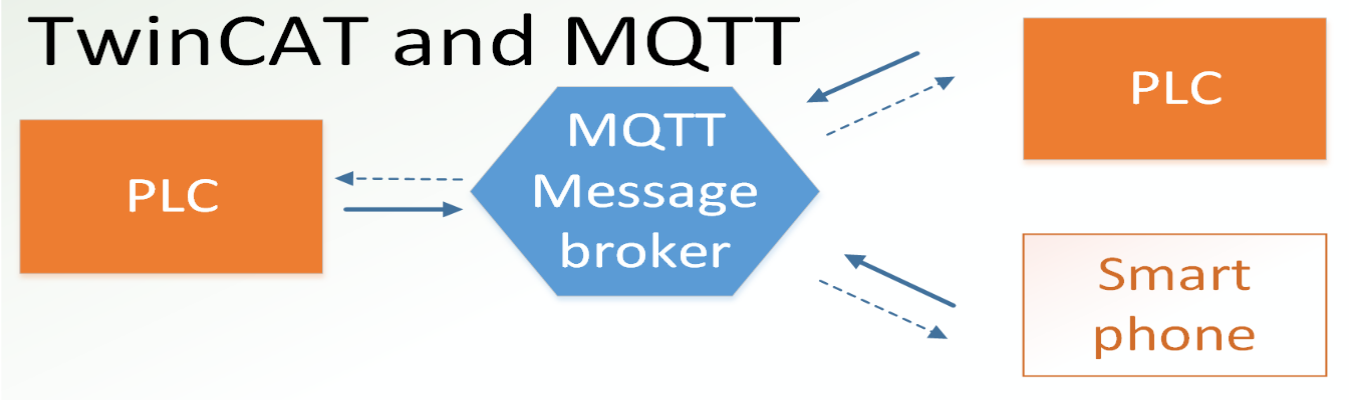 TwinCAT and MQTT
PLC
MQTT
Message
broker
PLC
Smart
phone